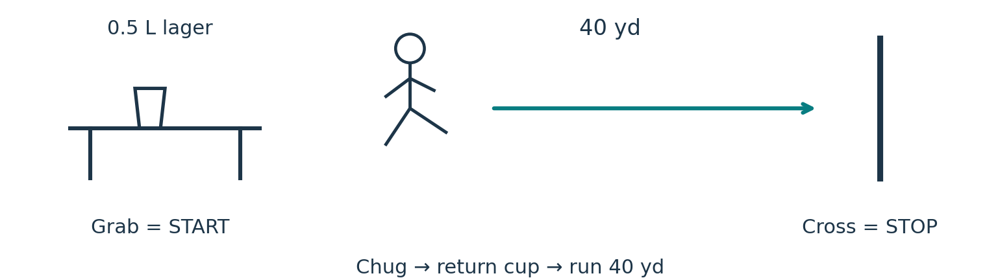 0.5 L lager
40 yd
Grab = START
Cross = STOP
Chug → return cup → run 40 yd